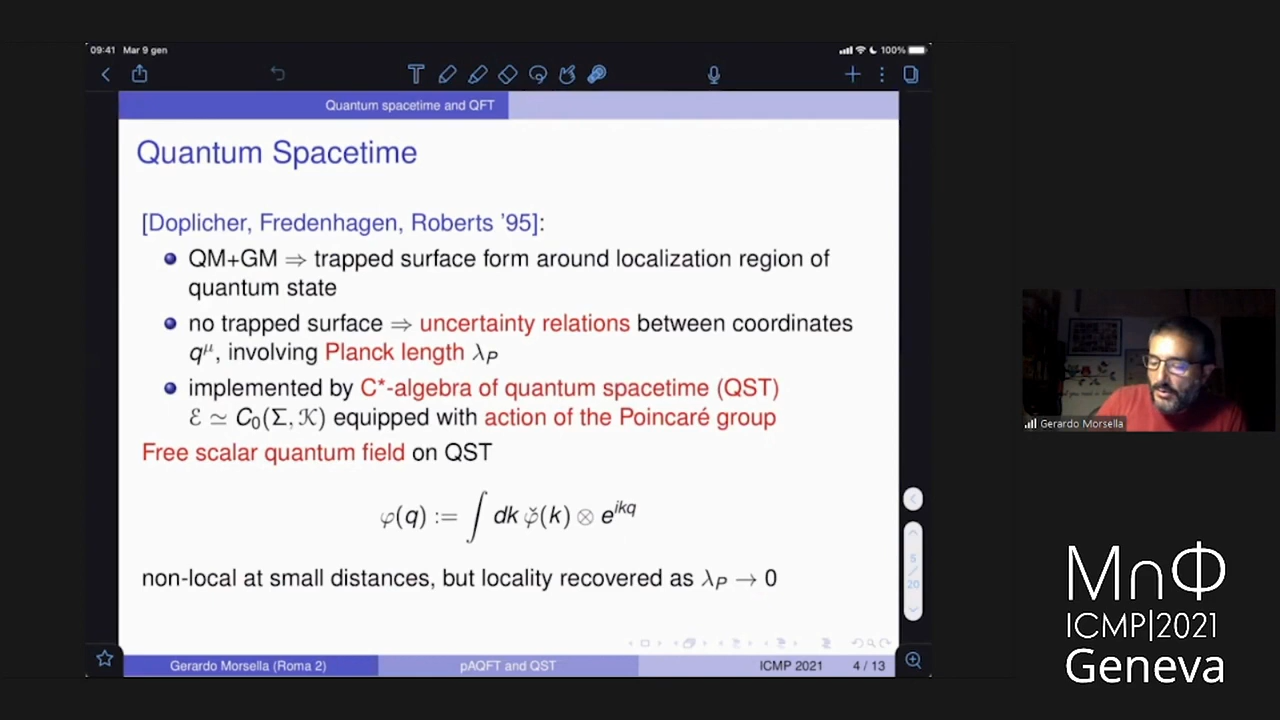 09:41 Mar 9 gen
100%
Quantum spacetime and QFT
Quantum Spacetime
[Doplicher, Fredenhagen, Roberts ’95]:
QM+GM ⇒ trapped surface form around localization region of
quantum state
no trapped surface ⇒ uncertainty relations between coordinates
q^μ, involving Planck length λ_P
implemented by C*-algebra of quantum spacetime (QST)
ℰ ≃ C₀(Σ, 𝒦) equipped with action of the Poincaré group
Free scalar quantum field on QST
φ(q) := ∫ dk φ̌(k) ⊗ e^{ikq}
non-local at small distances, but locality recovered as λ_P → 0
5
/
20
Gerardo Morsella (Roma 2) pAQFT and QST ICMP 2021 4 / 13
Gerardo Morsella
M∩Φ
ICMP|2021
Geneva